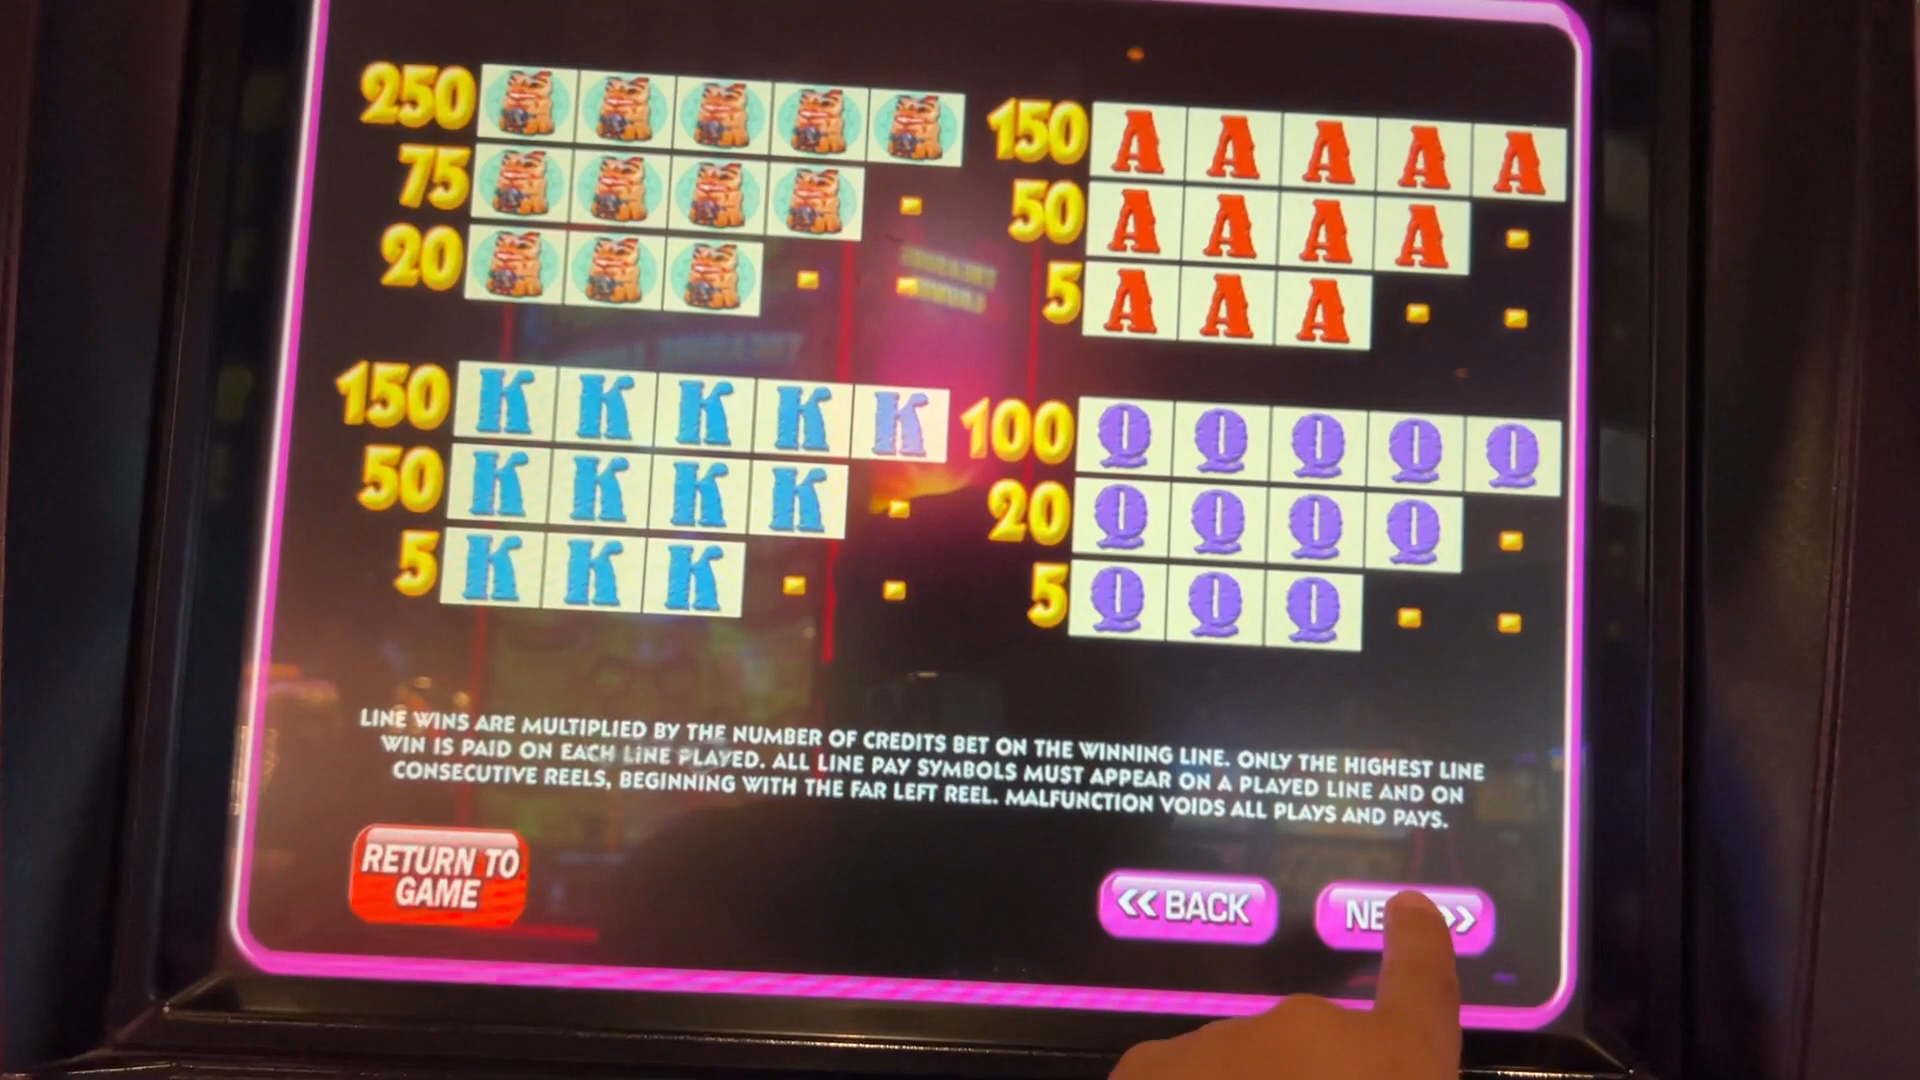 250
75
20
150
A A A A A
50
A A A A
5
A A A
150
K K K K K
50
K K K K
5
K K K
100
Q Q Q Q Q
20
Q Q Q Q
5
Q Q Q
LINE WINS ARE MULTIPLIED BY THE NUMBER OF CREDITS BET ON THE WINNING LINE. ONLY THE HIGHEST LINE
WIN IS PAID ON EACH LINE PLAYED. ALL LINE PAY SYMBOLS MUST APPEAR ON A PLAYED LINE AND ON
CONSECUTIVE REELS, BEGINNING WITH THE FAR LEFT REEL. MALFUNCTION VOIDS ALL PLAYS AND PAYS.
RETURN TO
GAME
<< BACK